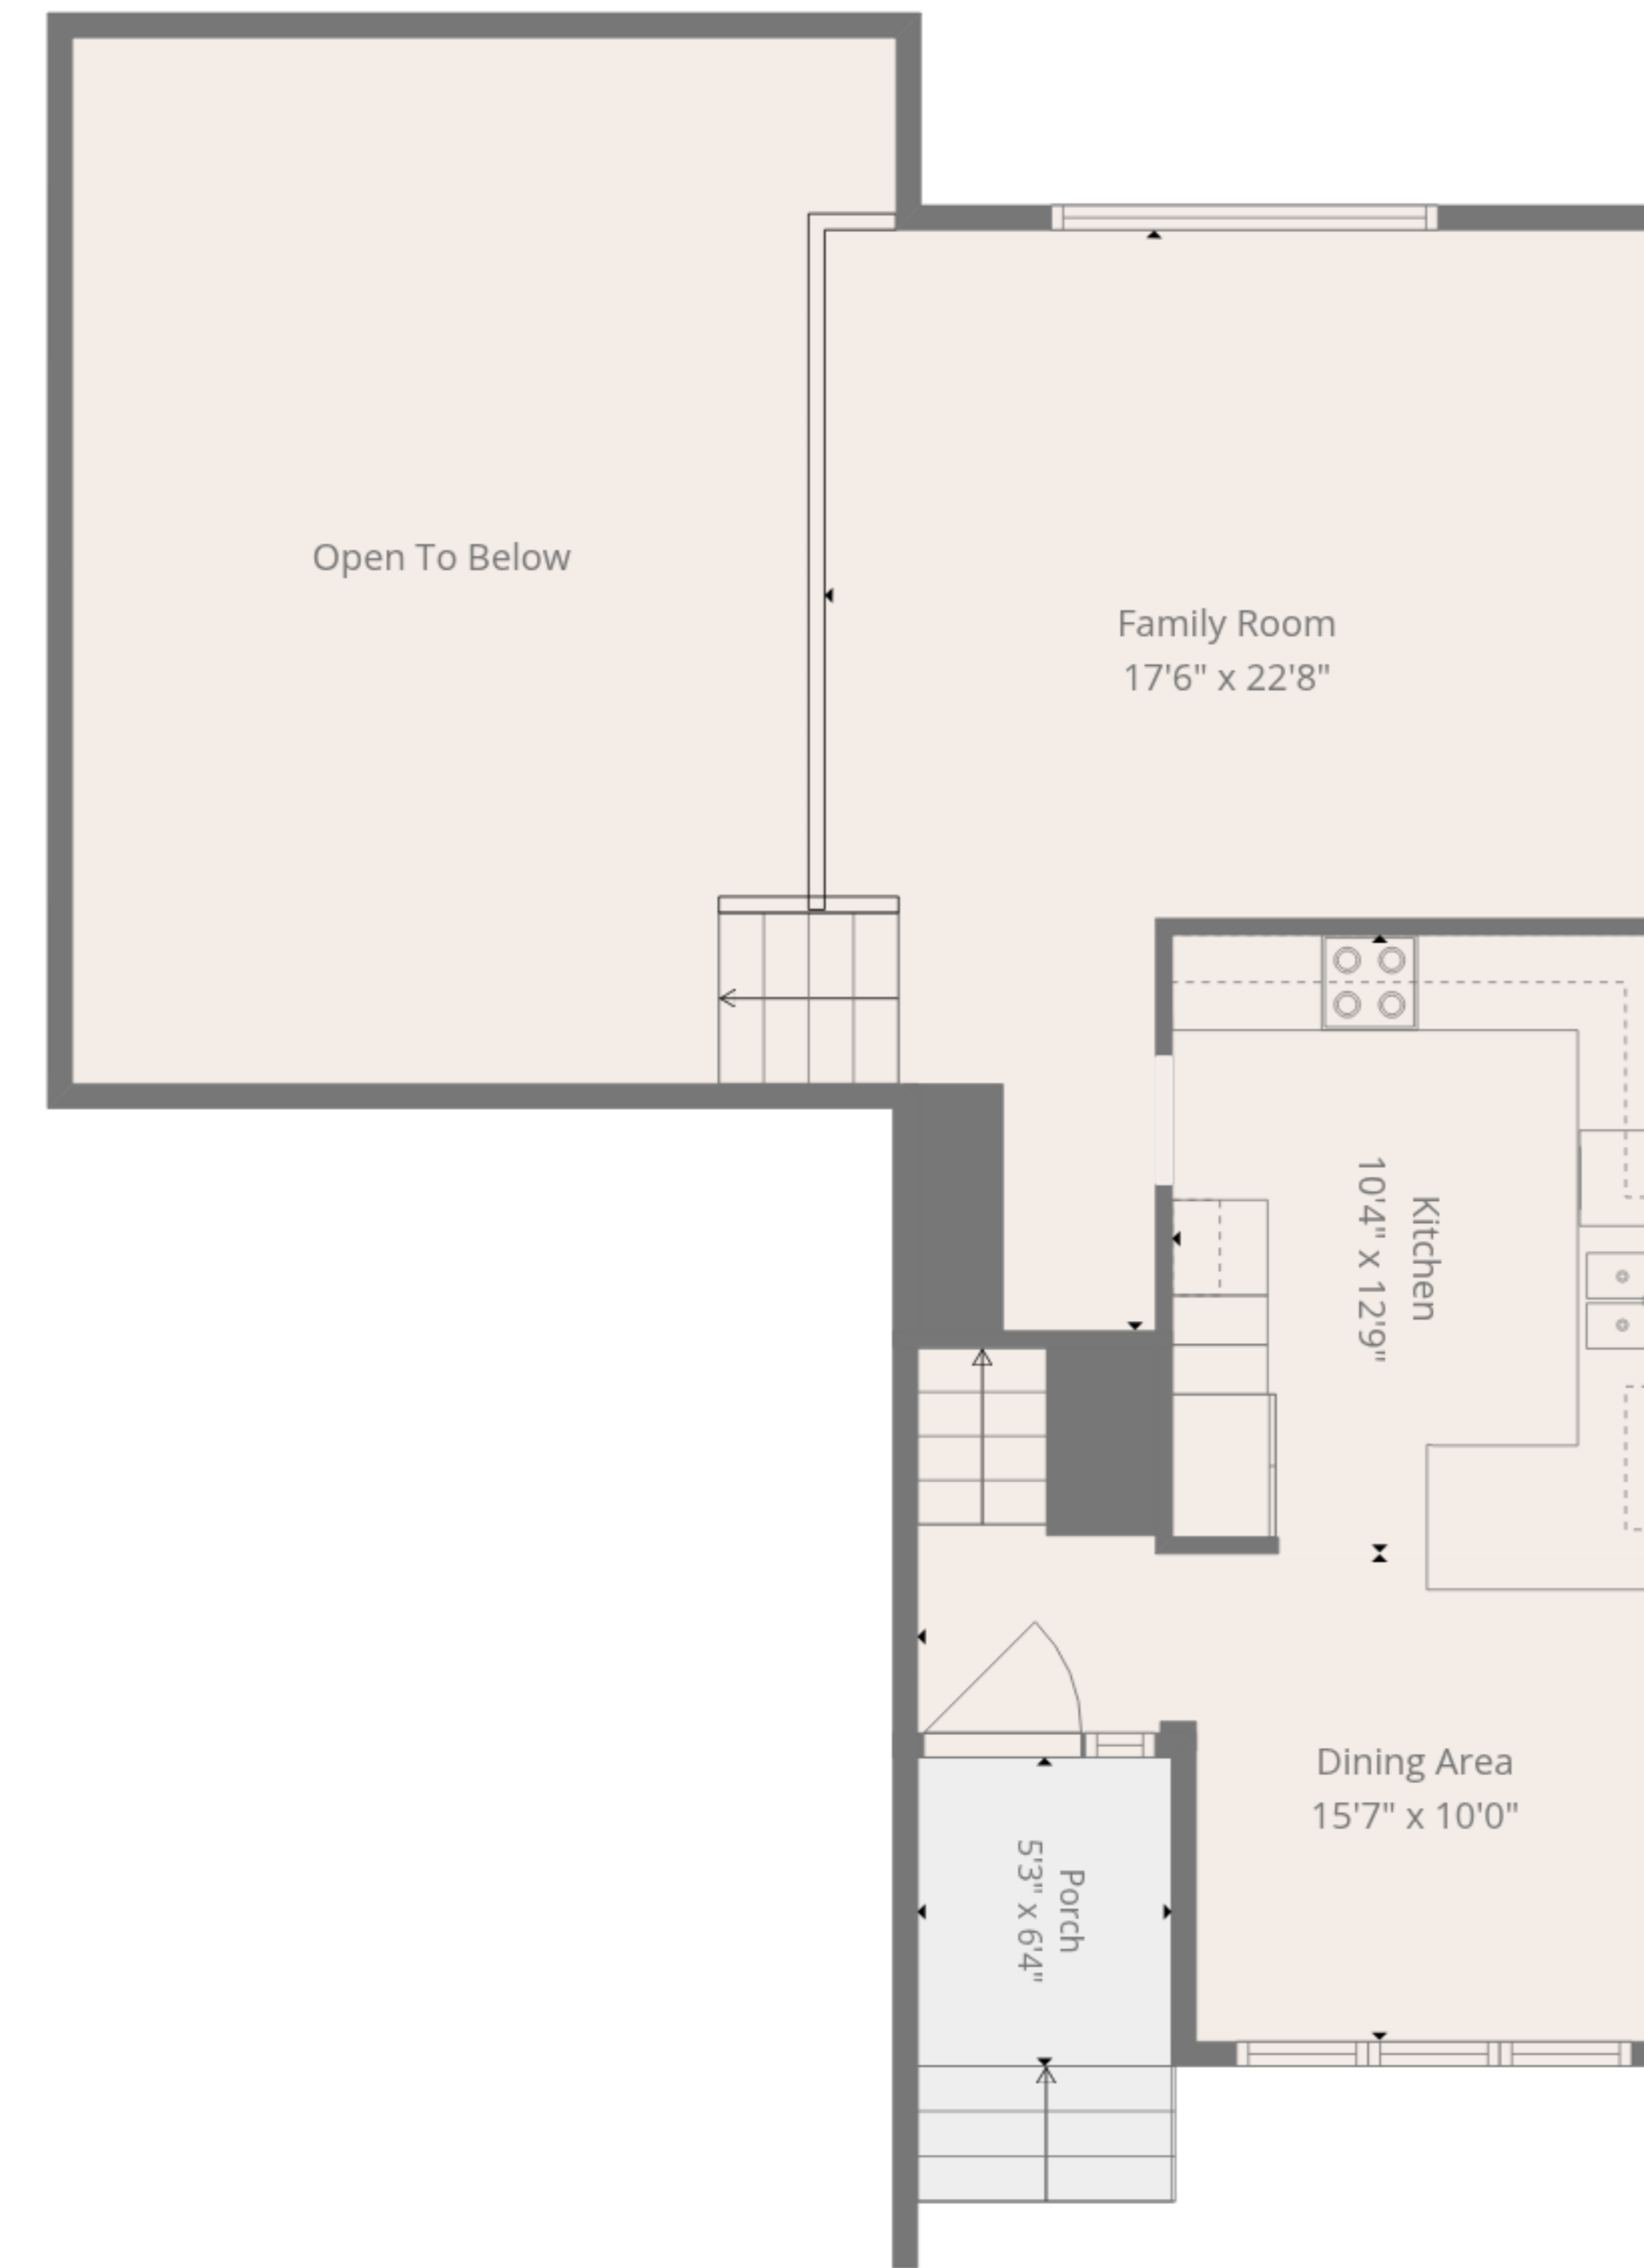 Open To Below
Family Room
17'6" x 22'8"
Kitchen
10'4" x 12'9"
Dining Area
15'7" x 10'0"
Porch
5'3" x 6'4"